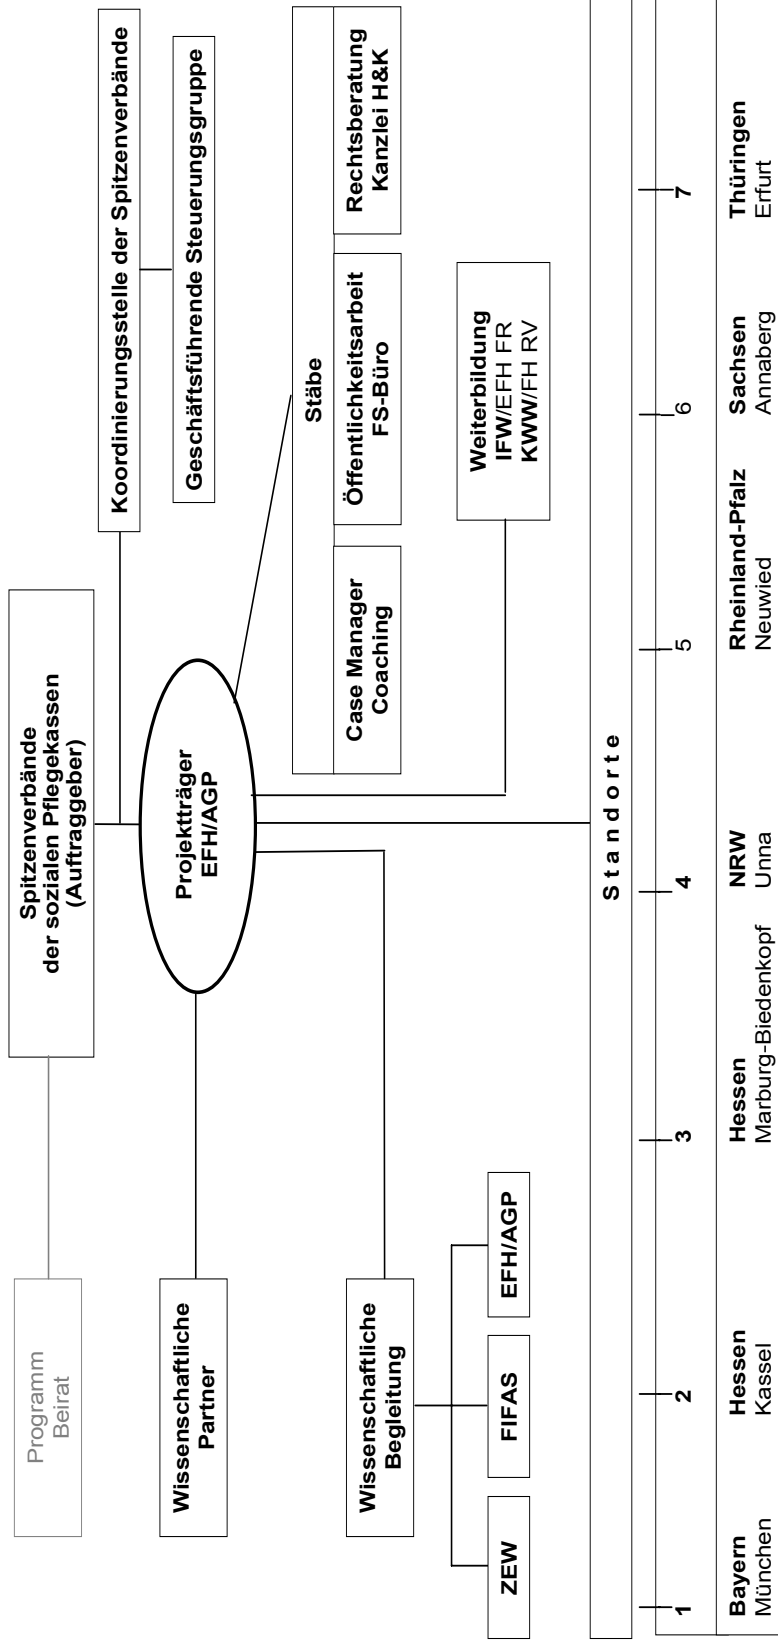 Spitzenverbände
der sozialen Pflegekassen
(Auftraggeber)
Programm
Beirat
Koordinierungsstelle der Spitzenverbände
Geschäftsführende Steuerungsgruppe
Projektträger
EFH/AGP
Wissenschaftliche
Partner
Stäbe
Case Manager
Coaching
Öffentlichkeitsarbeit
FS-Büro
Rechtsberatung
Kanzlei H&K
Wissenschaftliche
Begleitung
ZEW
FIFAS
EFH/AGP
Weiterbildung
IFW/EFH FR
KWW/FH RV
Standorte
1
2
3
4
5
6
7
Bayern
München
Hessen
Kassel
Hessen
Marburg-Biedenkopf
NRW
Unna
Rheinland-Pfalz
Neuwied
Sachsen
Annaberg
Thüringen
Erfurt